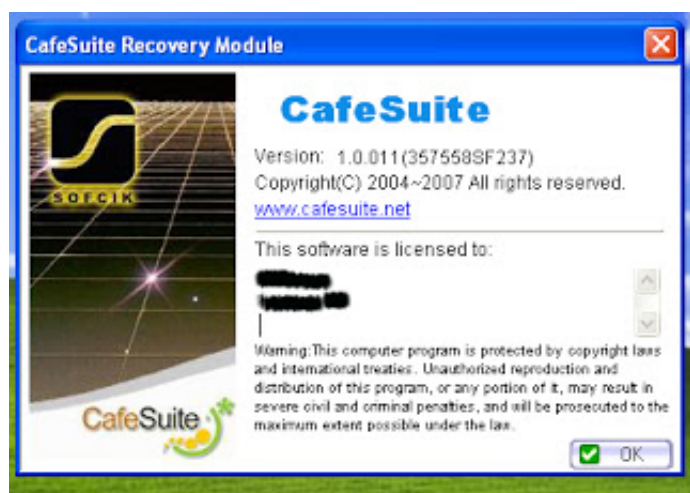 CafeSuite Recovery Module
SOFCIK
CafeSuite
CafeSuite
Version: 1.0.011(357558SF237)
Copyright(C) 2004~2007 All rights reserved.
www.cafesuite.net
This software is licensed to:
Warning:This computer program is protected by copyright laws
and international treaties. Unauthorized reproduction and
distribution of this program, or any portion of it, may result in
severe civil and criminal penalties, and will be prosecuted to the
maximum extent possible under the law.
OK